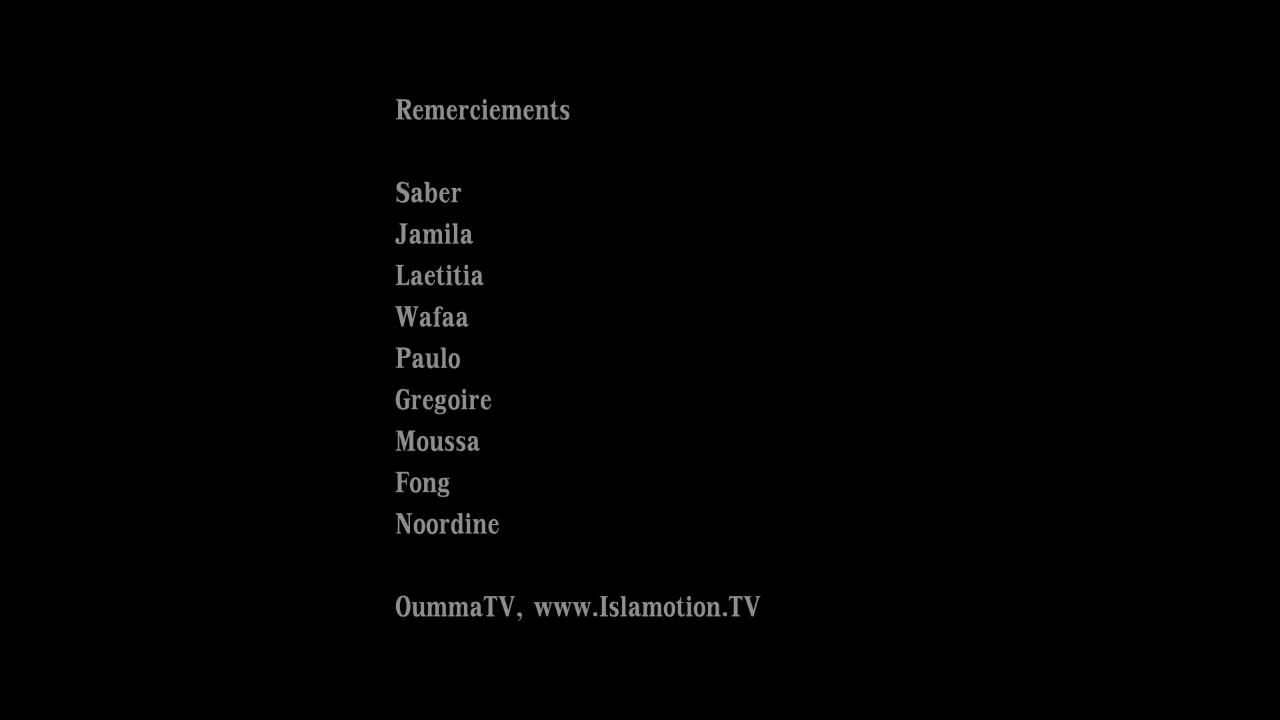 Remerciements
Saber
Jamila
Laetitia
Wafaa
Paulo
Gregoire
Moussa
Fong
Noordine
OummaTV, www.Islamotion.TV